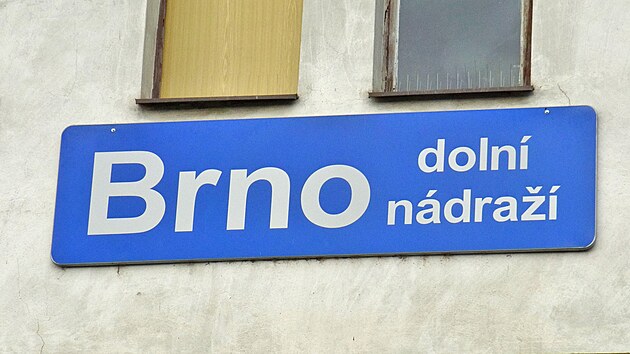 Brno
dolní
nádraží